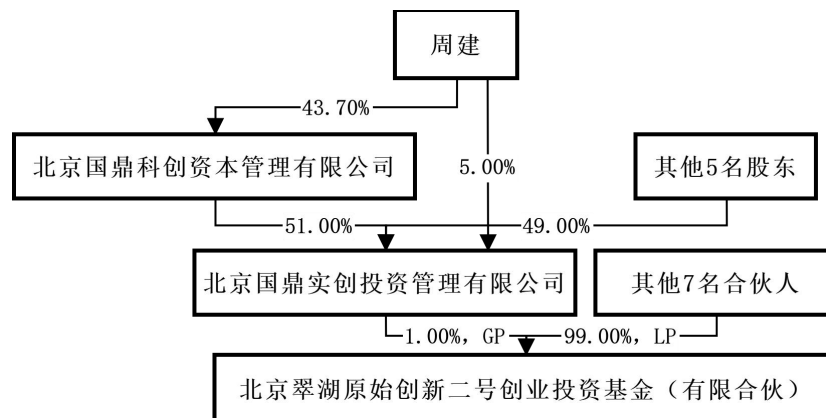 周建
43.70%
北京国鼎科创资本管理有限公司
5.00%
其他5名股东
51.00%
49.00%
北京国鼎实创投资管理有限公司
其他7名合伙人
1.00%，GP
99.00%，LP
北京翠湖原始创新二号创业投资基金（有限合伙）